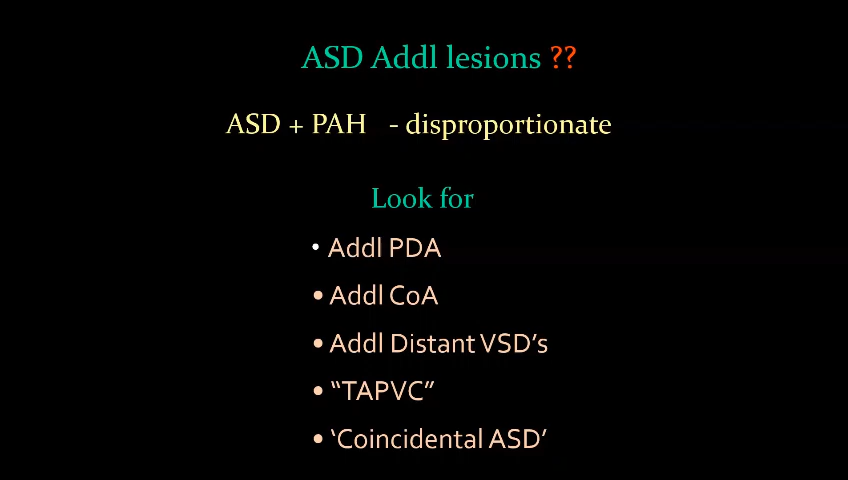 ASD Addl lesions ??
ASD + PAH - disproportionate
Look for
• Addl PDA
• Addl CoA
• Addl Distant VSD’s
• “TAPVC”
• ‘Coincidental ASD’